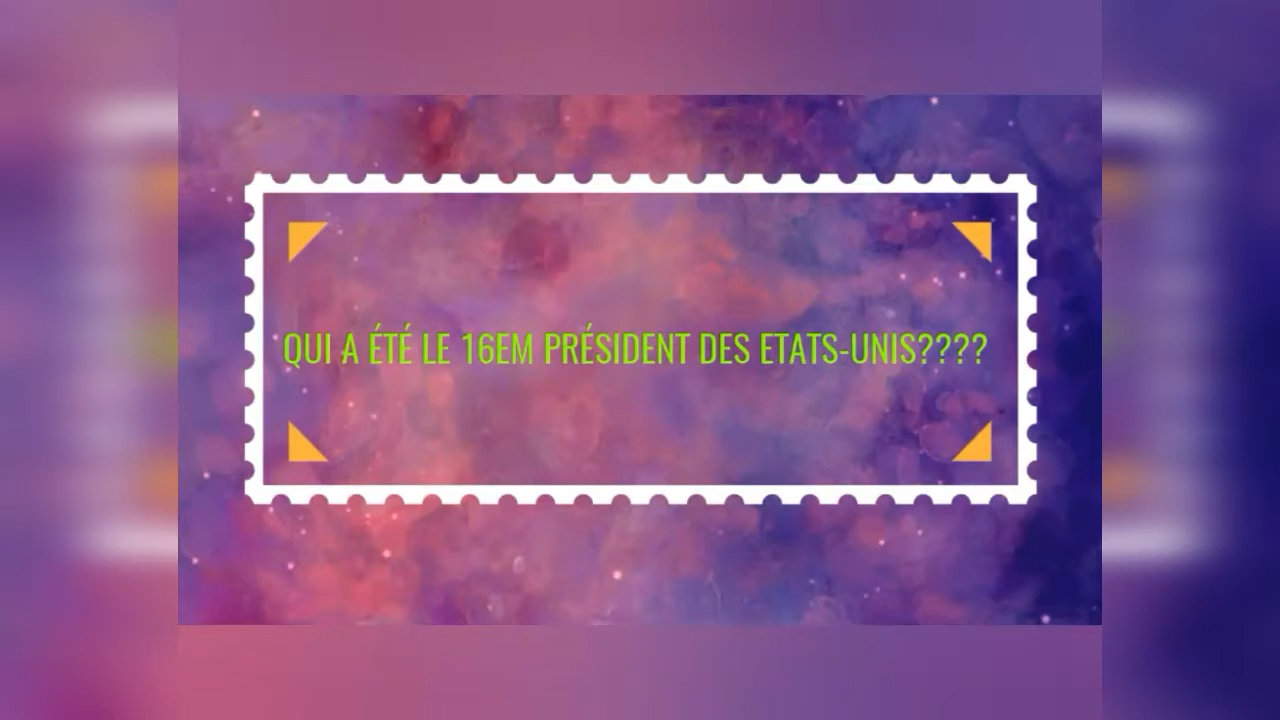 QUI A ÉTÉ LE 16EM PRÉSIDENT DES ETATS-UNIS????